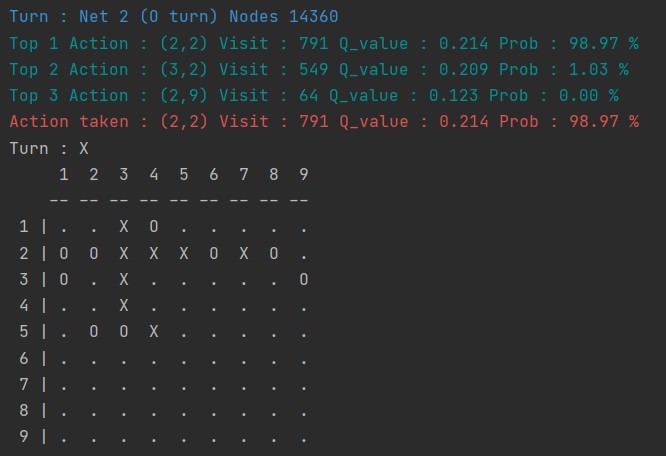 Turn : Net 2 (O turn) Nodes 14360
Top 1 Action : (2,2) Visit : 791 Q_value : 0.214 Prob : 98.97 %
Top 2 Action : (3,2) Visit : 549 Q_value : 0.209 Prob : 1.03 %
Top 3 Action : (2,9) Visit : 64 Q_value : 0.123 Prob : 0.00 %
Action taken : (2,2) Visit : 791 Q_value : 0.214 Prob : 98.97 %
Turn : X
     1  2  3  4  5  6  7  8  9
    -- -- -- -- -- -- -- -- --
 1 | .  .  X  O  .  .  .  .  .
 2 | O  O  X  X  X  O  X  O  .
 3 | O  .  X  .  .  .  .  .  O
 4 | .  .  X  .  .  .  .  .  .
 5 | .  O  O  X  .  .  .  .  .
 6 | .  .  .  .  .  .  .  .  .
 7 | .  .  .  .  .  .  .  .  .
 8 | .  .  .  .  .  .  .  .  .
 9 | .  .  .  .  .  .  .  .  .